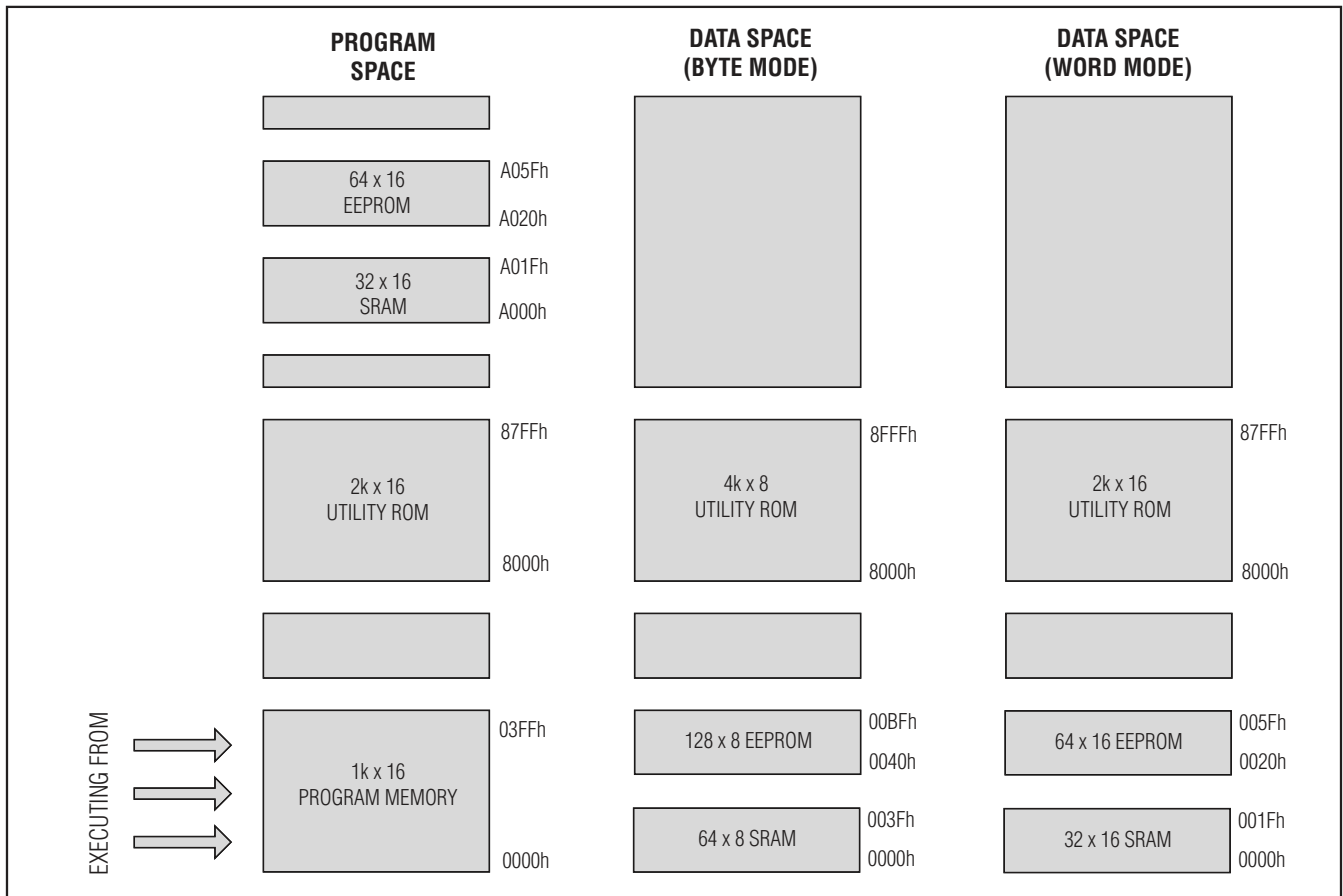 PROGRAM
SPACE
DATA SPACE
(BYTE MODE)
DATA SPACE
(WORD MODE)
64 x 16
EEPROM
A05Fh
A020h
32 x 16
SRAM
A01Fh
A000h
2k x 16
UTILITY ROM
87FFh
8000h
4k x 8
UTILITY ROM
8FFFh
8000h
2k x 16
UTILITY ROM
87FFh
8000h
EXECUTING FROM
1k x 16
PROGRAM MEMORY
03FFh
0000h
128 x 8 EEPROM
00BFh
0040h
64 x 8 SRAM
003Fh
0000h
64 x 16 EEPROM
005Fh
0020h
32 x 16 SRAM
001Fh
0000h